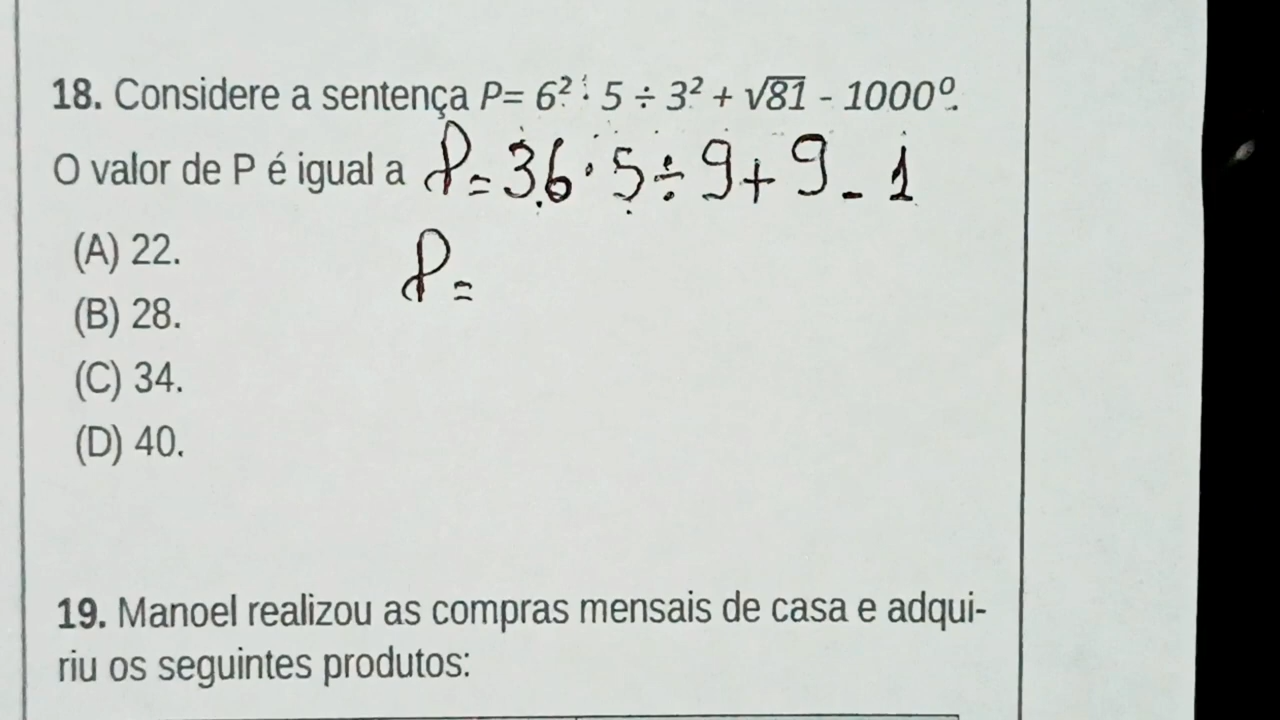 18. Considere a sentença P= 6² · 5 ÷ 3² + √81 - 1000⁰.
O valor de P é igual a P = 36 · 5 ÷ 9 + 9 - 1
P =
(A) 22.
(B) 28.
(C) 34.
(D) 40.
19. Manoel realizou as compras mensais de casa e adqui-
riu os seguintes produtos: